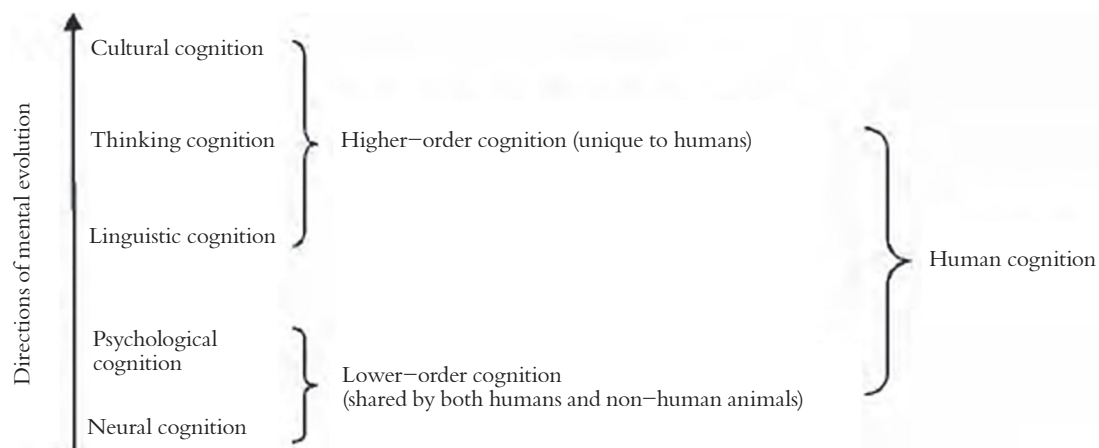 Directions of mental evolution
Cultural cognition
Thinking cognition
Linguistic cognition
Psychological
cognition
Neural cognition
Higher−order cognition (unique to humans)
Lower−order cognition
(shared by both humans and non−human animals)
Human cognition